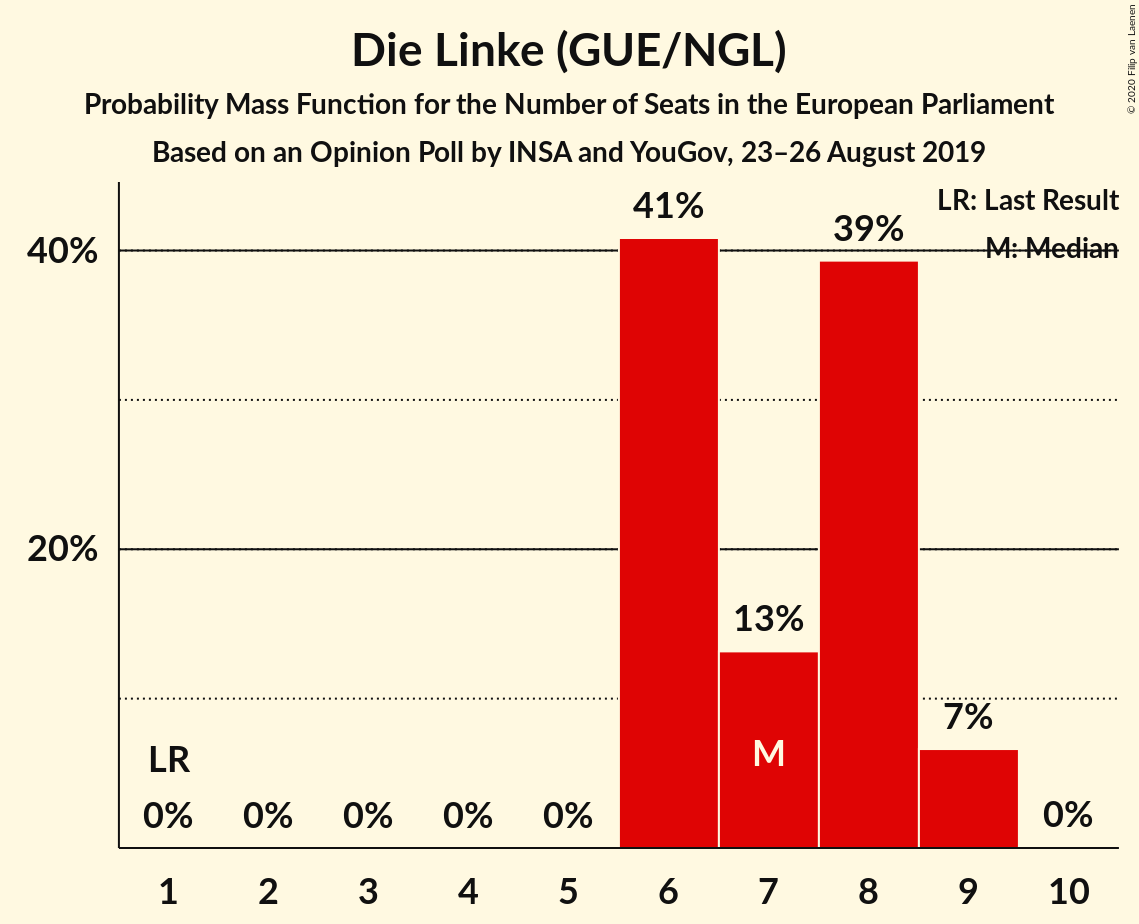 Die Linke (GUE/NGL)
Probability Mass Function for the Number of Seats in the European Parliament
Based on an Opinion Poll by INSA and YouGov, 23–26 August 2019
© 2020 Filip van Laenen
LR: Last Result
M: Median
40%
20%
41%
39%
13%
7%
M
LR
0%
0%
0%
0%
0%
0%
1
2
3
4
5
6
7
8
9
10